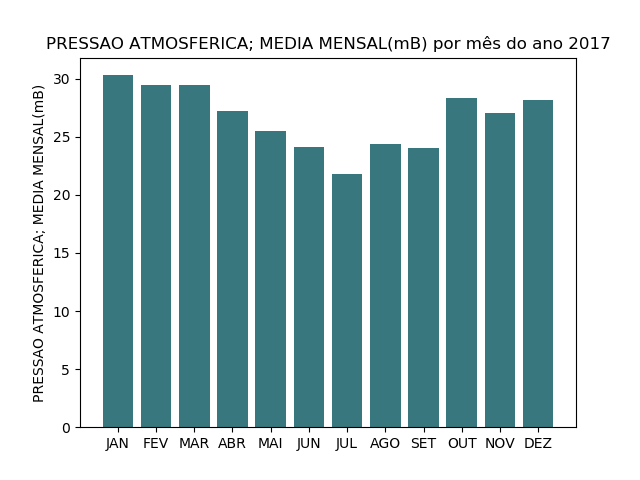 PRESSAO ATMOSFERICA; MEDIA MENSAL(mB) por mês do ano 2017
PRESSAO ATMOSFERICA; MEDIA MENSAL(mB)
30
25
20
15
10
5
0
JAN FEV MAR ABR MAI JUN JUL AGO SET OUT NOV DEZ